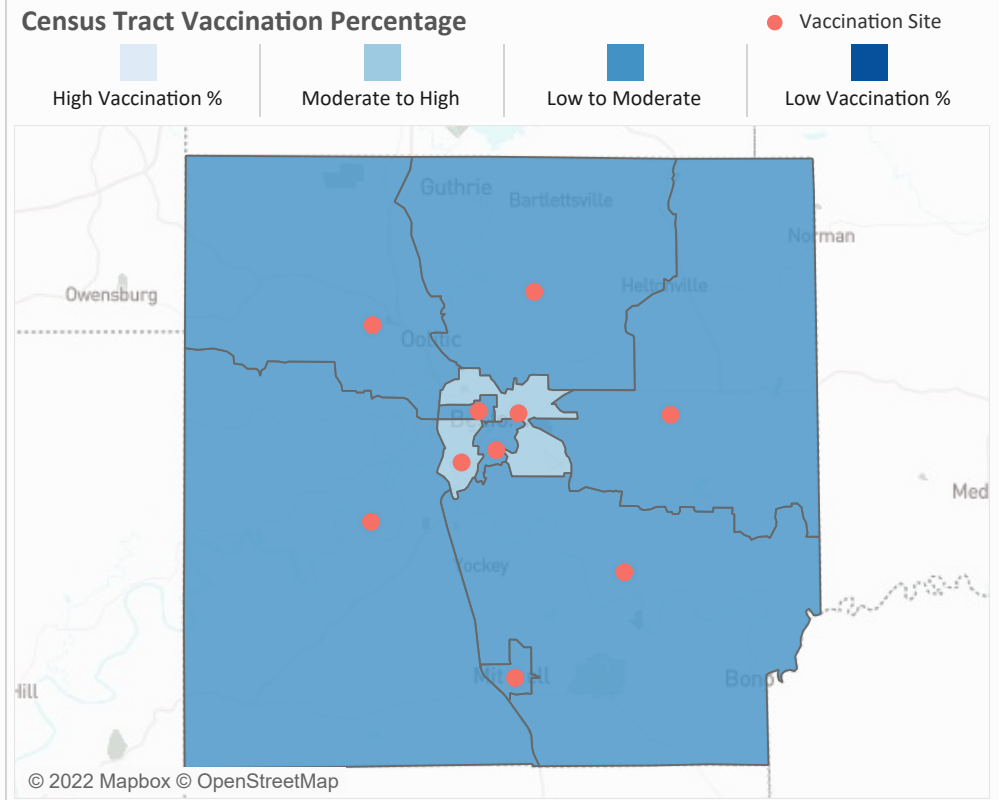 Census Tract Vaccination Percentage
Vaccination Site
High Vaccination %
Moderate to High
Low to Moderate
Low Vaccination %
Guthrie
Bartlettsville
Norman
Owensburg
Heltonville
Oolitic
Med
Yockey
Bono
Hill
© 2022 Mapbox © OpenStreetMap